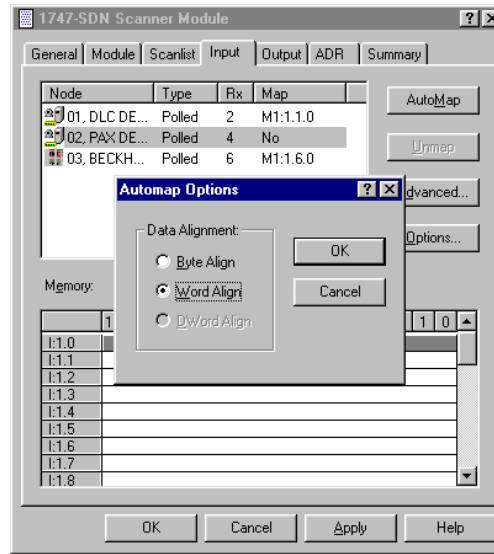 1747-SDN Scanner Module
General Module Scanlist Input Output ADR Summary
Node Type Rx Map
01, DLC DE... Polled 2 M1:1.1.0
02, PAX DE... Polled 4 No
03, BECKH... Polled 6 M1:1.6.0
AutoMap
Unmap
dvanced...
Options...
Automap Options
Data Alignment:
Byte Align
Word Align
DWord Align
OK
Cancel
Memory:
1 1 0
I:1.0
I:1.1
I:1.2
I:1.3
I:1.4
I:1.5
I:1.6
I:1.7
I:1.8
OK Cancel Apply Help